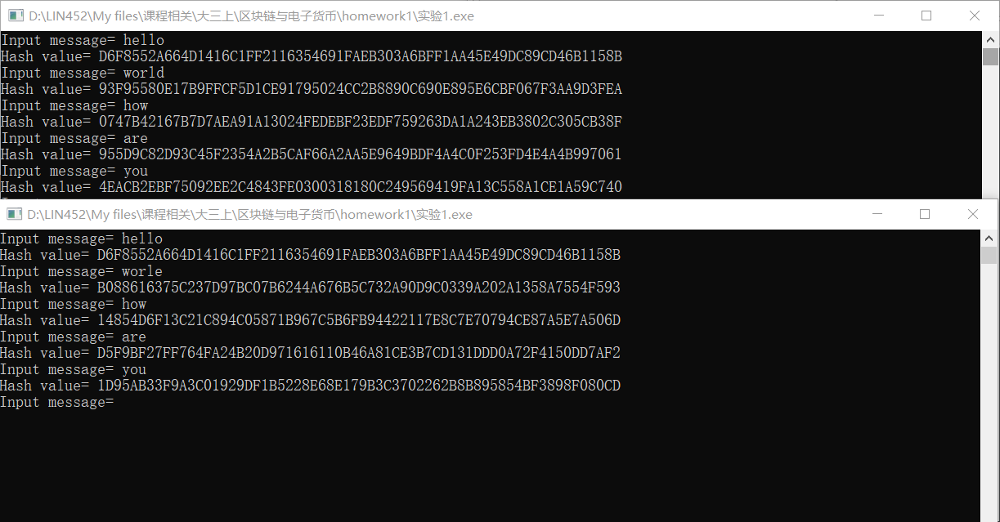 D:\LIN452\My files\课程相关\大三上\区块链与电子货币\homework1\实验1.exe
Input message= hello
Hash value= D6F8552A664D1416C1FF2116354691FAEB303A6BFF1AA45E49DC89CD46B1158B
Input message= world
Hash value= 93F95580E17B9FFCF5D1CE91795024CC2B8890C690E895E6CBF067F3AA9D3FEA
Input message= how
Hash value= 0747B42167B7D7AEA91A13024FEDEBF23EDF759263DA1A243EB3802C305CB38F
Input message= are
Hash value= 955D9C82D93C45F2354A2B5CAF66A2AA5E9649BDF4A4C0F253FD4E4A4B997061
Input message= you
Hash value= 4EACB2EBF75092EE2C4843FE0300318180C249569419FA13C558A1CE1A59C740
D:\LIN452\My files\课程相关\大三上\区块链与电子货币\homework1\实验1.exe
Input message= hello
Hash value= D6F8552A664D1416C1FF2116354691FAEB303A6BFF1AA45E49DC89CD46B1158B
Input message= worle
Hash value= B088616375C237D97BC07B6244A676B5C732A90D9C0339A202A1358A7554F593
Input message= how
Hash value= 14854D6F13C21C894C05871B967C5B6FB94422117E8C7E70794CE87A5E7A506D
Input message= are
Hash value= D5F9BF27FF764FA24B20D971616110B46A81CE3B7CD131DDD0A72F4150DD7AF2
Input message= you
Hash value= 1D95AB33F9A3C01929DF1B5228E68E179B3C3702262B8B895854BF3898F080CD
Input message=